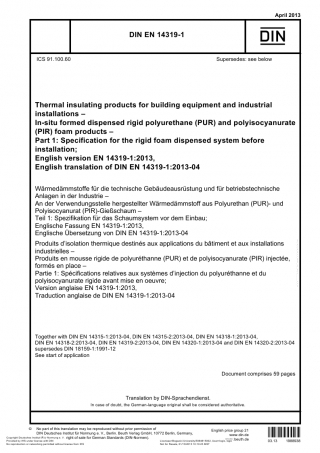 April 2013
DIN EN 14319-1
DIN
ICS 91.100.60
Supersedes: see below
Thermal insulating products for building equipment and industrial
installations –
In-situ formed dispensed rigid polyurethane (PUR) and polyisocyanurate
(PIR) foam products –
Part 1: Specification for the rigid foam dispensed system before
installation;
English version EN 14319-1:2013,
English translation of DIN EN 14319-1:2013-04
Wärmedämmstoffe für die technische Gebäudeausrüstung und für betriebstechnische
Anlagen in der Industrie –
An der Verwendungsstelle hergestellter Wärmedämmstoff aus Polyurethan (PUR)- und
Polyisocyanurat (PIR)-Gießschaum –
Teil 1: Spezifikation für das Schaumsystem vor dem Einbau;
Englische Fassung EN 14319-1:2013,
Englische Übersetzung von DIN EN 14319-1:2013-04
Produits d'isolation thermique destinés aux applications du bâtiment et aux installations
industrielles –
Produits en mousse rigide de polyuréthanne (PUR) et de polyisocyanurate (PIR) injectée,
formés en place –
Partie 1: Spécifications relatives aux systèmes d'injection du polyuréthanne et du
polyisocyanurate rigide avant mise en oeuvre;
Version anglaise EN 14319-1:2013,
Traduction anglaise de DIN EN 14319-1:2013-04
Together with DIN EN 14315-1:2013-04, DIN EN 14315-2:2013-04, DIN EN 14318-1:2013-04,
DIN EN 14318-2:2013-04, DIN EN 14319-2:2013-04, DIN EN 14320-1:2013-04 and DIN EN 14320-2:2013-04
supersedes DIN 18159-1:1991-12
See start of application
Document comprises 59 pages
Translation by DIN-Sprachendienst.
In case of doubt, the German-language original shall be considered authoritative.
No part of this translation may be reproduced without prior permission of
DIN Deutsches Institut für Normung e. V., Berlin. Beuth Verlag GmbH, 10772 Berlin, Germany,
right of sale for German Standards (DIN-Normen).
English price group 21
www.din.de
www.beuth.de